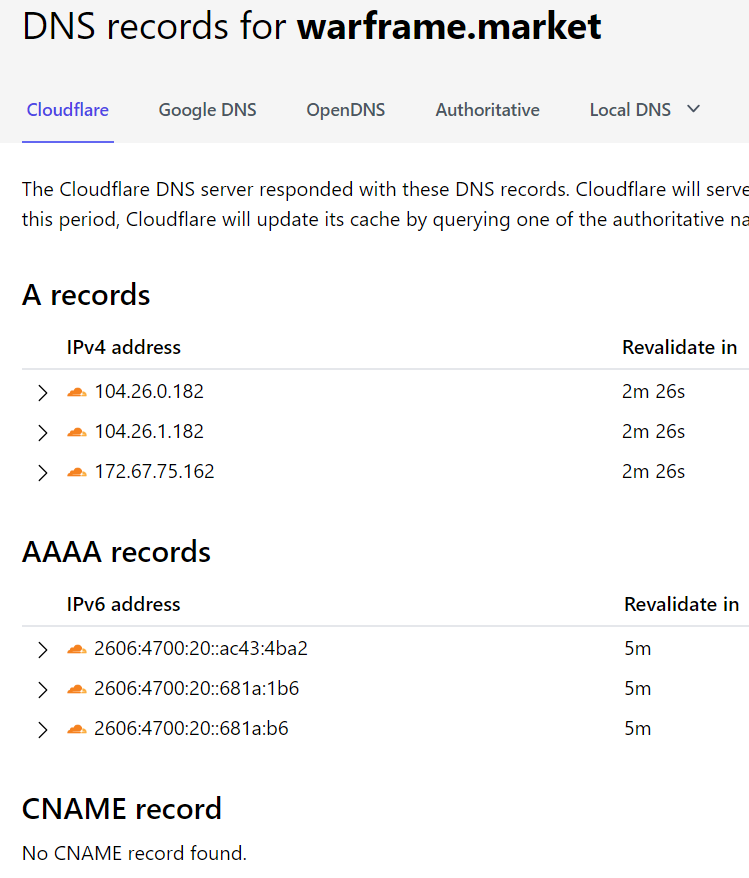 DNS records for warframe.market
Cloudflare Google DNS OpenDNS Authoritative Local DNS
The Cloudflare DNS server responded with these DNS records. Cloudflare will serve
this period, Cloudflare will update its cache by querying one of the authoritative na
A records
IPv4 address Revalidate in
104.26.0.182 2m 26s
104.26.1.182 2m 26s
172.67.75.162 2m 26s
AAAA records
IPv6 address Revalidate in
2606:4700:20::ac43:4ba2 5m
2606:4700:20::681a:1b6 5m
2606:4700:20::681a:b6 5m
CNAME record
No CNAME record found.